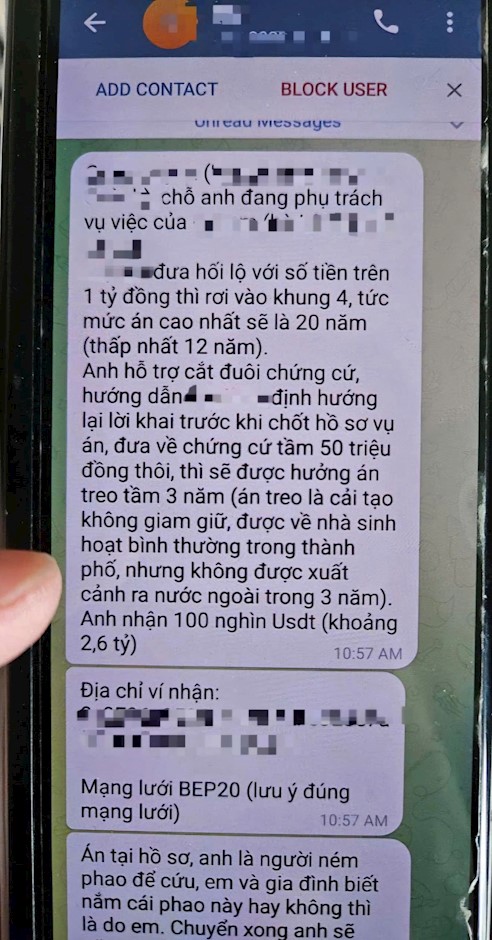 ADD CONTACT BLOCK USER
Unread Messages
(
chỗ anh đang phụ trách
vụ việc của
đưa hối lộ với số tiền trên
1 tỷ đồng thì rơi vào khung 4, tức
mức án cao nhất sẽ là 20 năm
(thấp nhất 12 năm).
Anh hỗ trợ cắt đuôi chứng cứ,
hướng dẫn định hướng
lại lời khai trước khi chốt hồ sơ vụ
án, đưa về chứng cứ tầm 50 triệu
đồng thôi, thì sẽ được hưởng án
treo tầm 3 năm (án treo là cải tạo
không giam giữ, được về nhà sinh
hoạt bình thường trong thành
phố, nhưng không được xuất
cảnh ra nước ngoài trong 3 năm).
Anh nhận 100 nghìn Usdt (khoảng
2,6 tỷ)
10:57 AM
Địa chỉ ví nhận:
Mạng lưới BEP20 (lưu ý đúng
mạng lưới)
10:57 AM
Án tại hồ sơ, anh là người ném
phao để cứu, em và gia đình biết
nắm cái phao này hay không thì
là do em. Chuyển xong anh sẽ